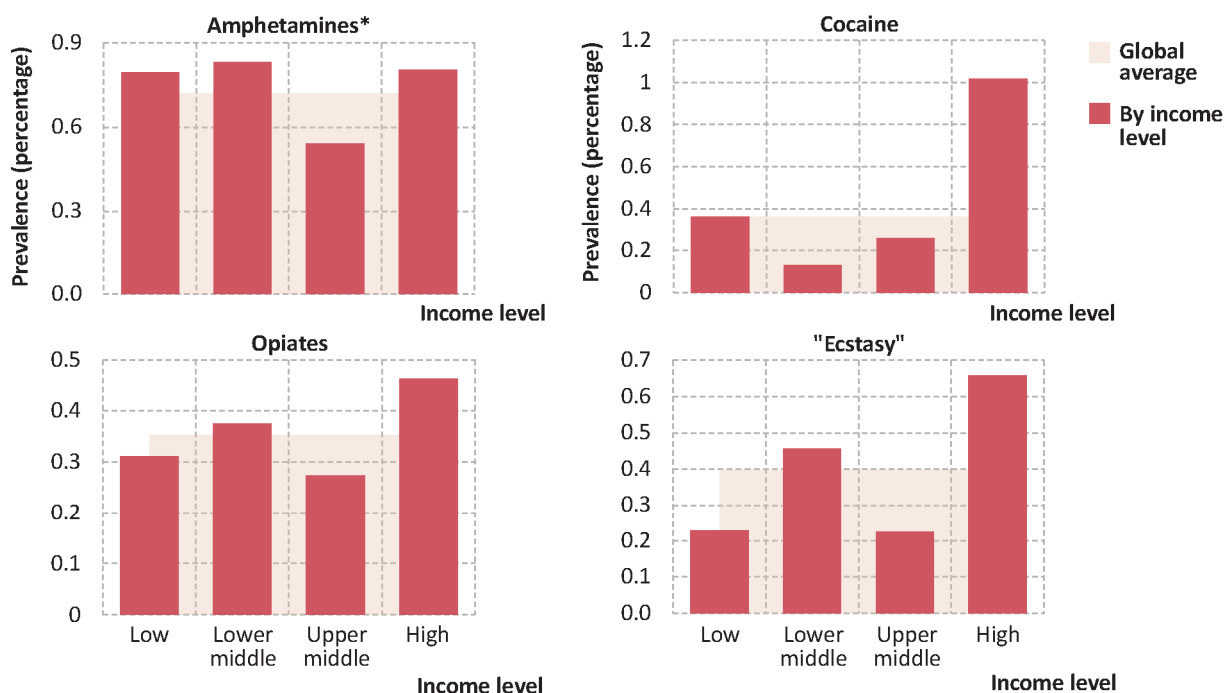 Amphetamines*
Prevalence (percentage)
0.9
0.6
0.3
0.0
Income level
Cocaine
Prevalence (percentage)
1.2
1
0.8
0.6
0.4
0.2
0
Income level
Global
average
By income
level
Opiates
0.5
0.4
0.3
0.2
0.1
0
Low
Lower
middle
Upper
middle
High
Income level
"Ecstasy"
0.7
0.6
0.5
0.4
0.3
0.2
0.1
0.0
Low
Lower
middle
Upper
middle
High
Income level